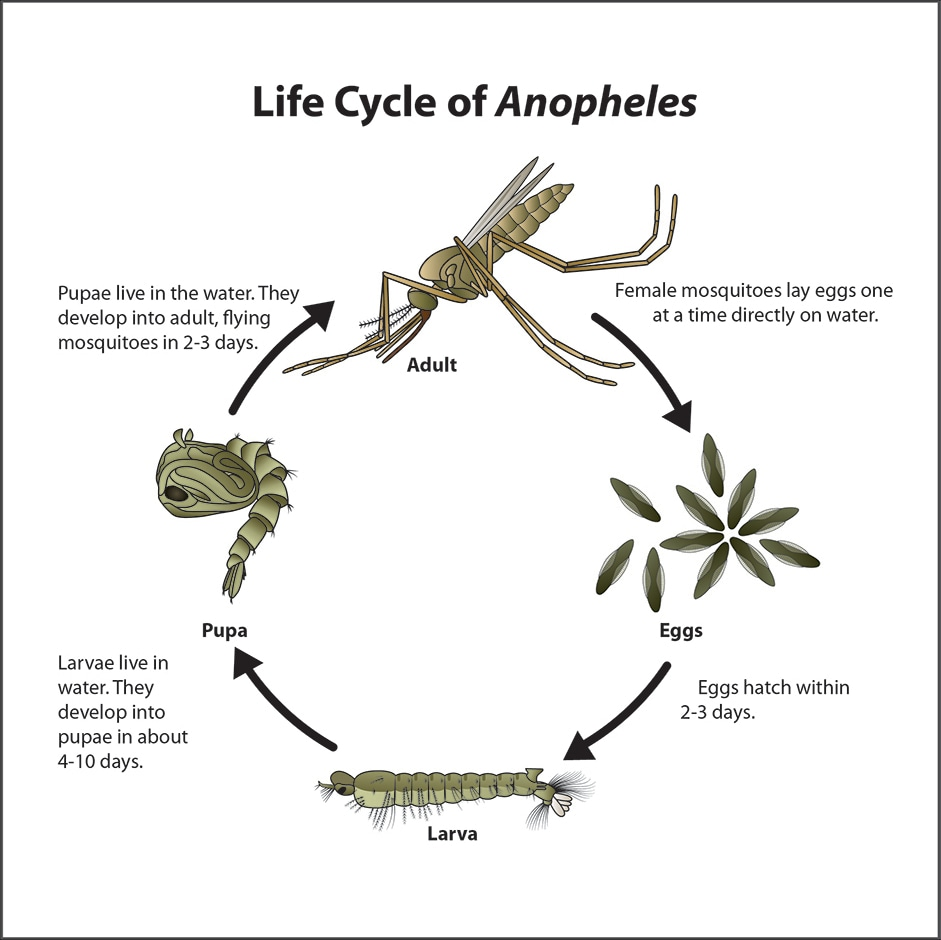 Life Cycle of Anopheles
Pupae live in the water. They
develop into adult, flying
mosquitoes in 2-3 days.
Female mosquitoes lay eggs one
at a time directly on water.
Adult
Pupa
Eggs
Larvae live in
water. They
develop into
pupae in about
4-10 days.
Eggs hatch within
2-3 days.
Larva